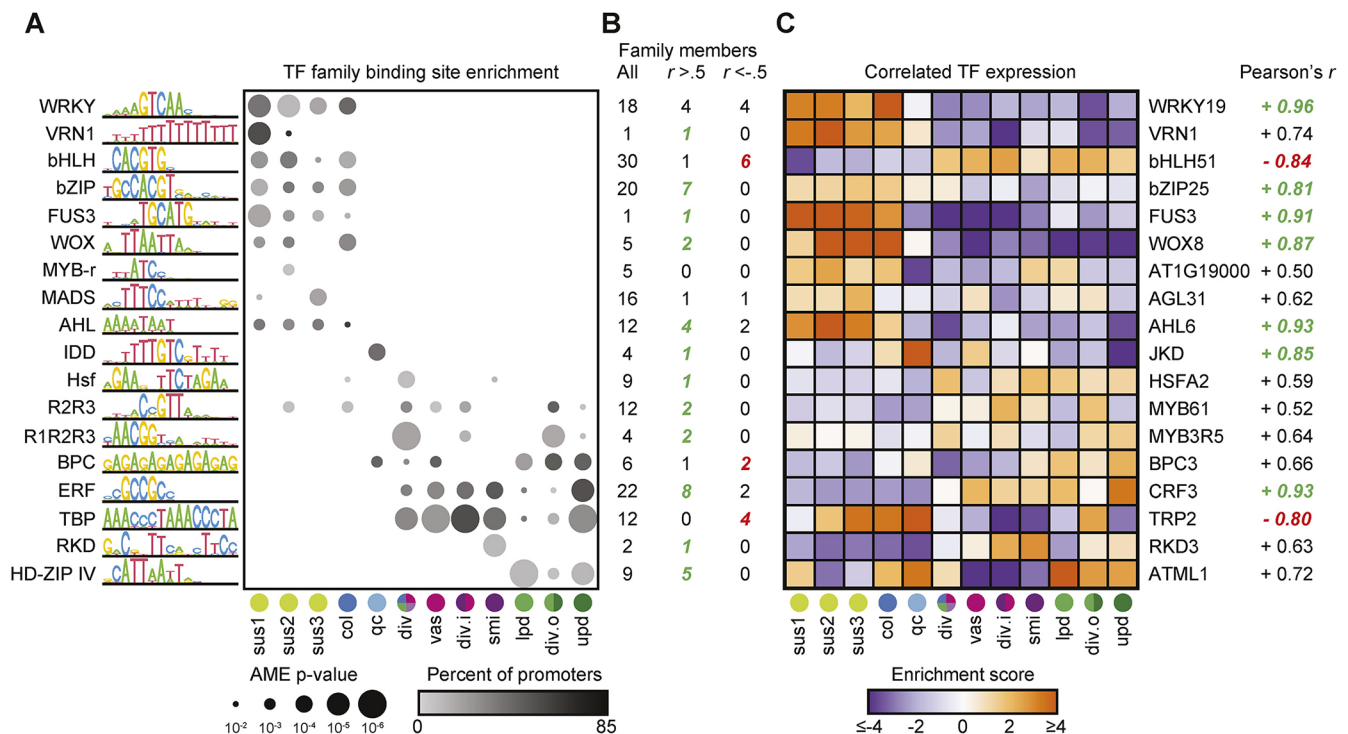 A
B
C
Family members
TF family binding site enrichment
All r >.5 r <-.5
Correlated TF expression
Pearson's r
WRKY 18 4 4 WRKY19 + 0.96
VRN1 1 1 0 VRN1 + 0.74
bHLH 30 1 6 bHLH51 - 0.84
bZIP 20 7 0 bZIP25 + 0.81
FUS3 1 1 0 FUS3 + 0.91
WOX 5 2 0 WOX8 + 0.87
MYB-r 5 0 0 AT1G19000 + 0.50
MADS 16 1 1 AGL31 + 0.62
AHL 12 4 2 AHL6 + 0.93
IDD 4 1 0 JKD + 0.85
Hsf 9 1 0 HSFA2 + 0.59
R2R3 12 2 0 MYB61 + 0.52
R1R2R3 4 2 0 MYB3R5 + 0.64
BPC GAGAGAGAGAGAGAG 6 1 2 BPC3 + 0.66
ERF 22 8 2 CRF3 + 0.93
TBP AAACCCTAAACCCTA 12 0 4 TRP2 - 0.80
RKD 2 1 0 RKD3 + 0.63
HD-ZIP IV 9 5 0 ATML1 + 0.72
sus1 sus2 sus3 col qc div vas div.i smi lpd div.o upd
sus1 sus2 sus3 col qc div vas div.i smi lpd div.o upd
AME p-value
10-2 10-3 10-4 10-5 10-6
Percent of promoters
0 85
Enrichment score
≤-4 -2 0 2 ≥4